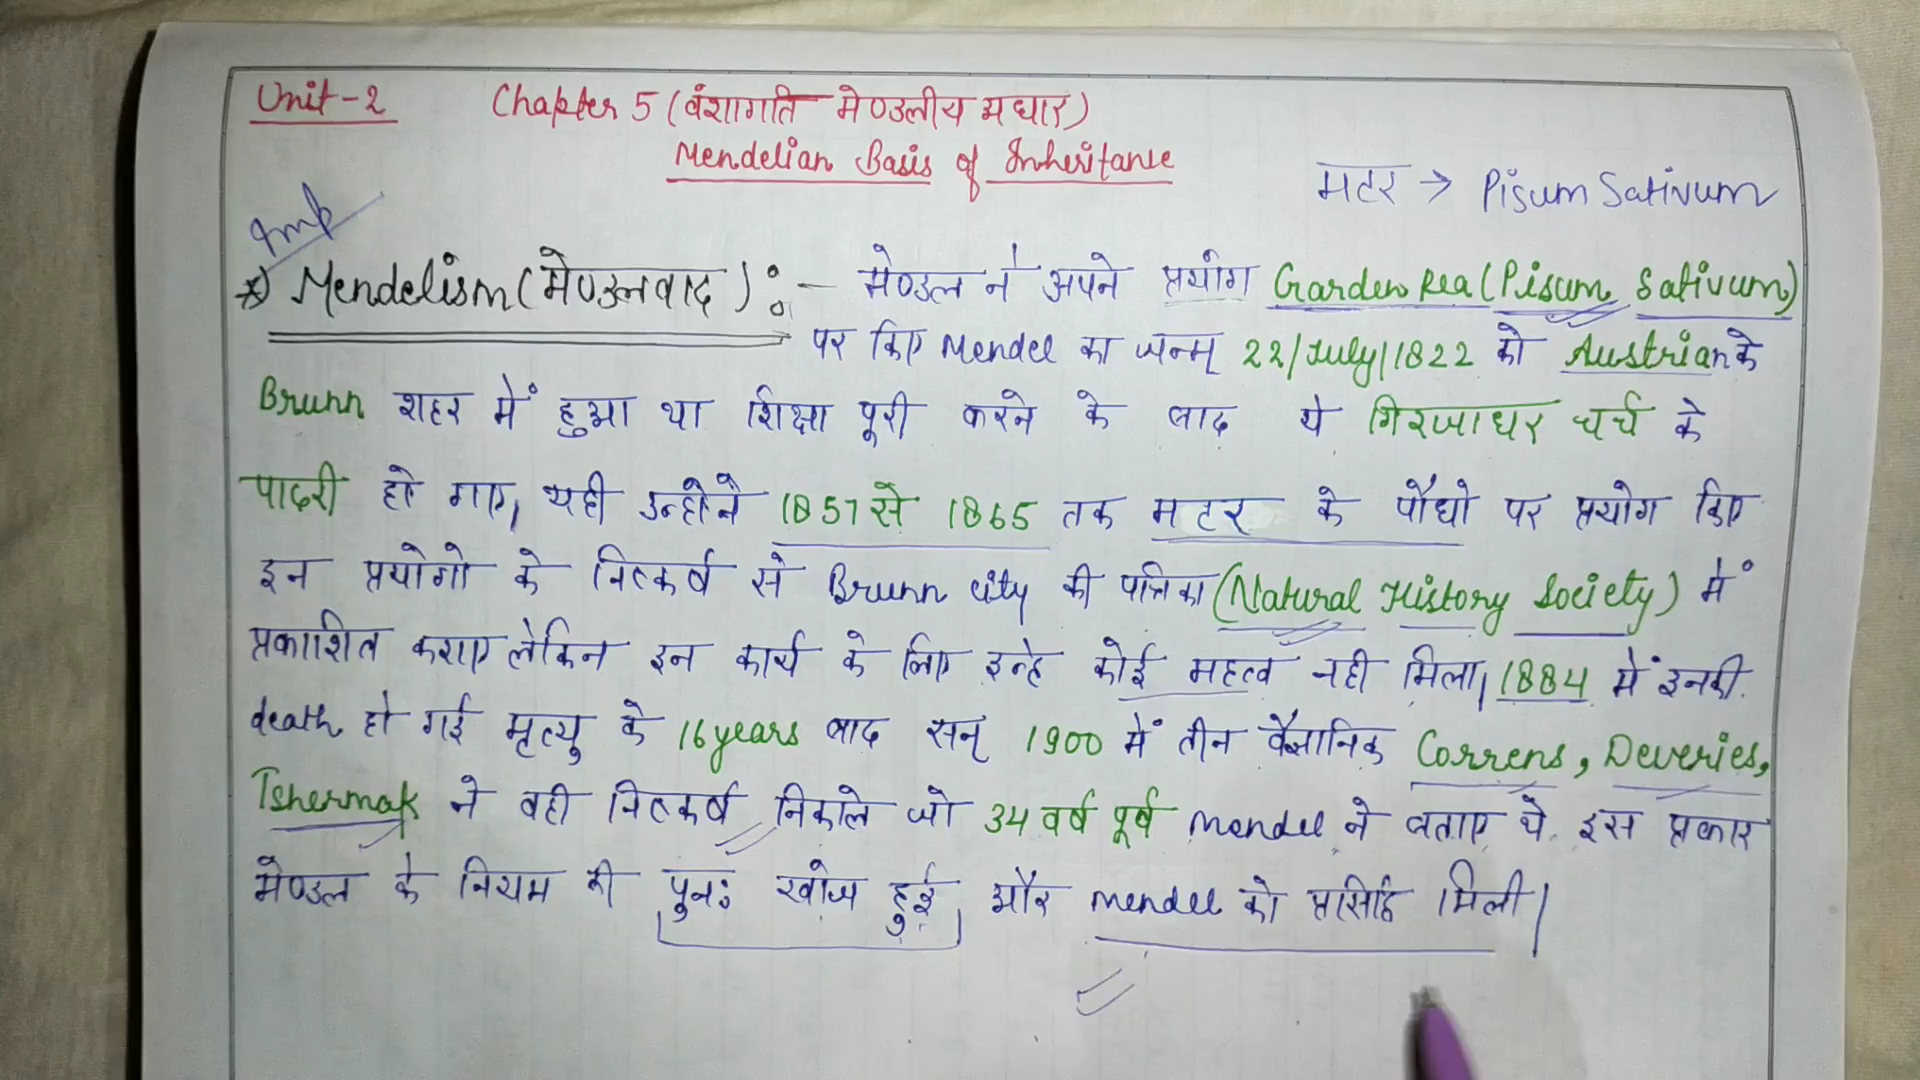 Unit-2 Chapter 5 (वंशागति मेण्डलीय अधार)
Mendelian Basis of Inheritance
मटर → Pisum Sativum
Imp
*) Mendelism (मेण्डलवाद) :- मेण्डल ने अपने प्रयोग Garden Pea (Pisum Sativum)
पर किए Mendel का जन्म 22/July/1822 को Austrian के
Brunn शहर में हुआ था शिक्षा पूरी करने के बाद ये गिरजाघर चर्च के
पादरी हो गए, यही उन्होने 1857 से 1865 तक मटर के पौधो पर प्रयोग किए
इन प्रयोगो के निष्कर्ष से Brunn city की पत्रिका (Natural History Society) में
प्रकाशित कराए लेकिन इन कार्य के लिए इन्हे कोई महत्व नही मिला। 1884 में इनकी
death हो गई मृत्यु के 16 years बाद सन् 1900 में तीन वैज्ञानिक Correns, Deveries,
Tshermak ने वही निष्कर्ष निकाले जो 34 वर्ष पूर्व Mendel ने बताए थे इस प्रकार
मेण्डल के नियम की पुनः खोज हुई और Mendel को प्रसिद्धि मिली।